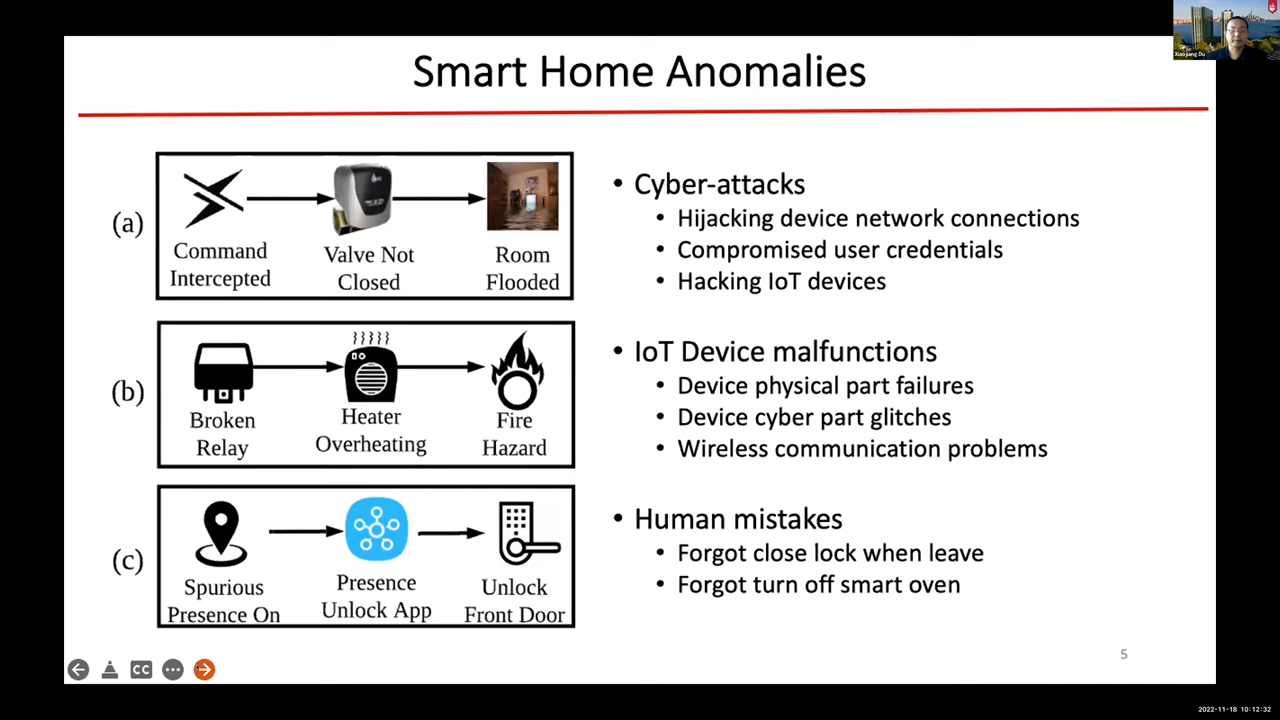 Smart Home Anomalies
Xiaojiang Du
(a)
Command
Intercepted
Valve Not
Closed
Room
Flooded
(b)
Broken
Relay
Heater
Overheating
Fire
Hazard
(c)
Spurious
Presence On
Presence
Unlock App
Unlock
Front Door
• Cyber-attacks
• Hijacking device network connections
• Compromised user credentials
• Hacking IoT devices
• IoT Device malfunctions
• Device physical part failures
• Device cyber part glitches
• Wireless communication problems
• Human mistakes
• Forgot close lock when leave
• Forgot turn off smart oven
5
CC
2022-11-18 10:12:32